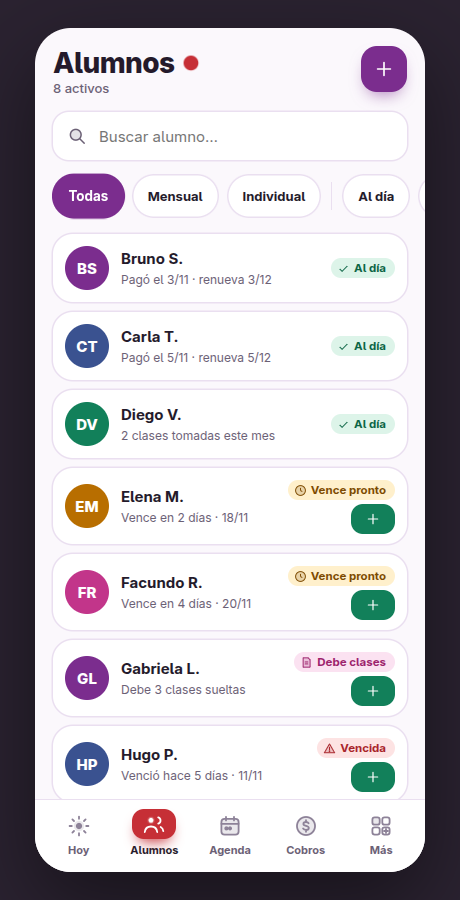 Alumnos
8 activos
Buscar alumno...
Todas
Mensual
Individual
Al día
BS
Bruno S.
Pagó el 3/11 · renueva 3/12
Al día
CT
Carla T.
Pagó el 5/11 · renueva 5/12
Al día
DV
Diego V.
2 clases tomadas este mes
Al día
EM
Elena M.
Vence en 2 días · 18/11
Vence pronto
FR
Facundo R.
Vence en 4 días · 20/11
Vence pronto
GL
Gabriela L.
Debe 3 clases sueltas
Debe clases
HP
Hugo P.
Venció hace 5 días · 11/11
Vencida
Hoy
Alumnos
Agenda
Cobros
Más